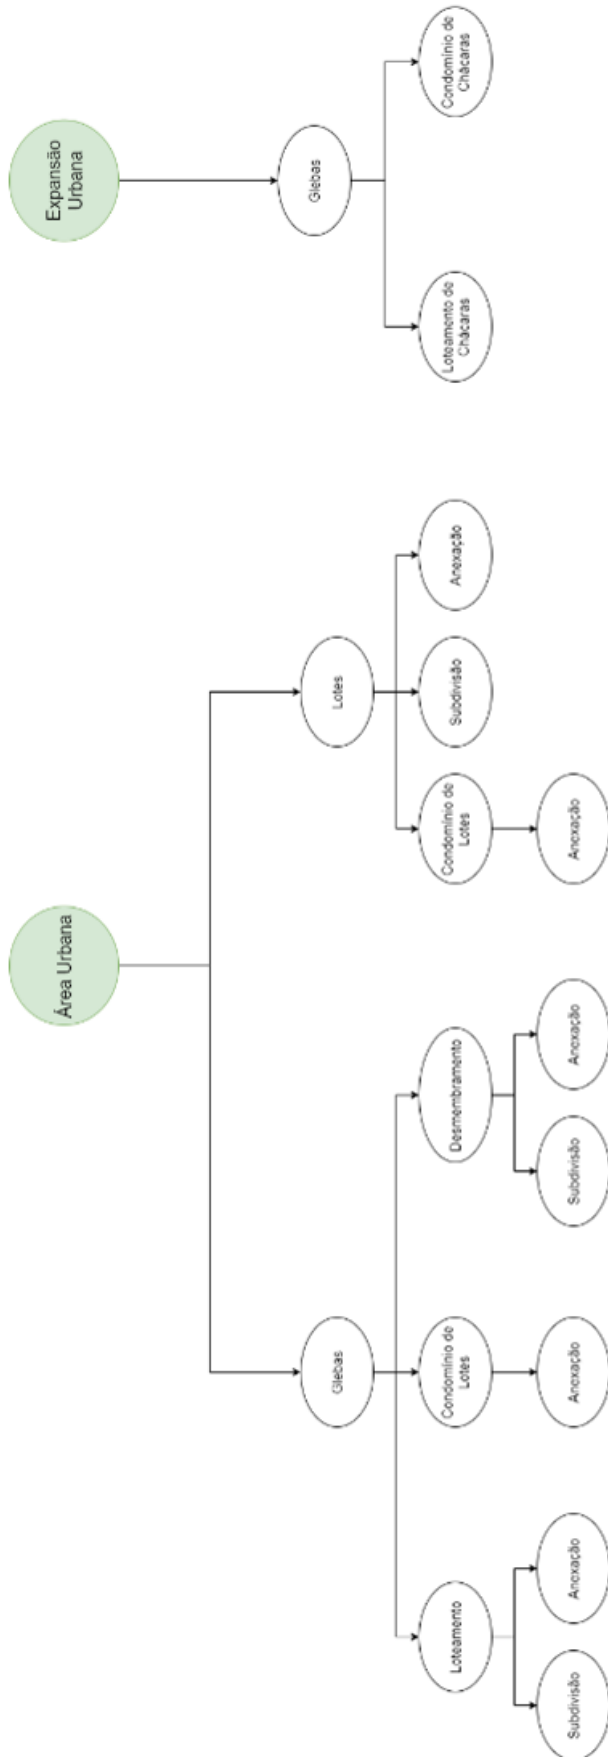 Área Urbana
Expansão
Urbana
Glebas
Lotes
Glebas
Loteamento
Condomínio de
Lotes
Desmembramento
Condomínio de
Lotes
Subdivisão
Anexação
Loteamento de
Chácaras
Condomínio de
Chácaras
Subdivisão
Anexação
Anexação
Subdivisão
Anexação
Anexação